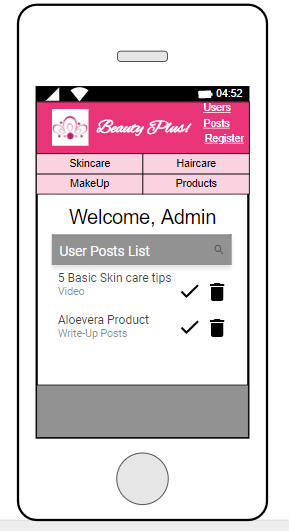 04:52
Users
Beauty Plus!
Posts
Register
Skincare
Haircare
MakeUp
Products
Welcome, Admin
User Posts List
5 Basic Skin care tips
Video
Aloevera Product
Write-Up Posts